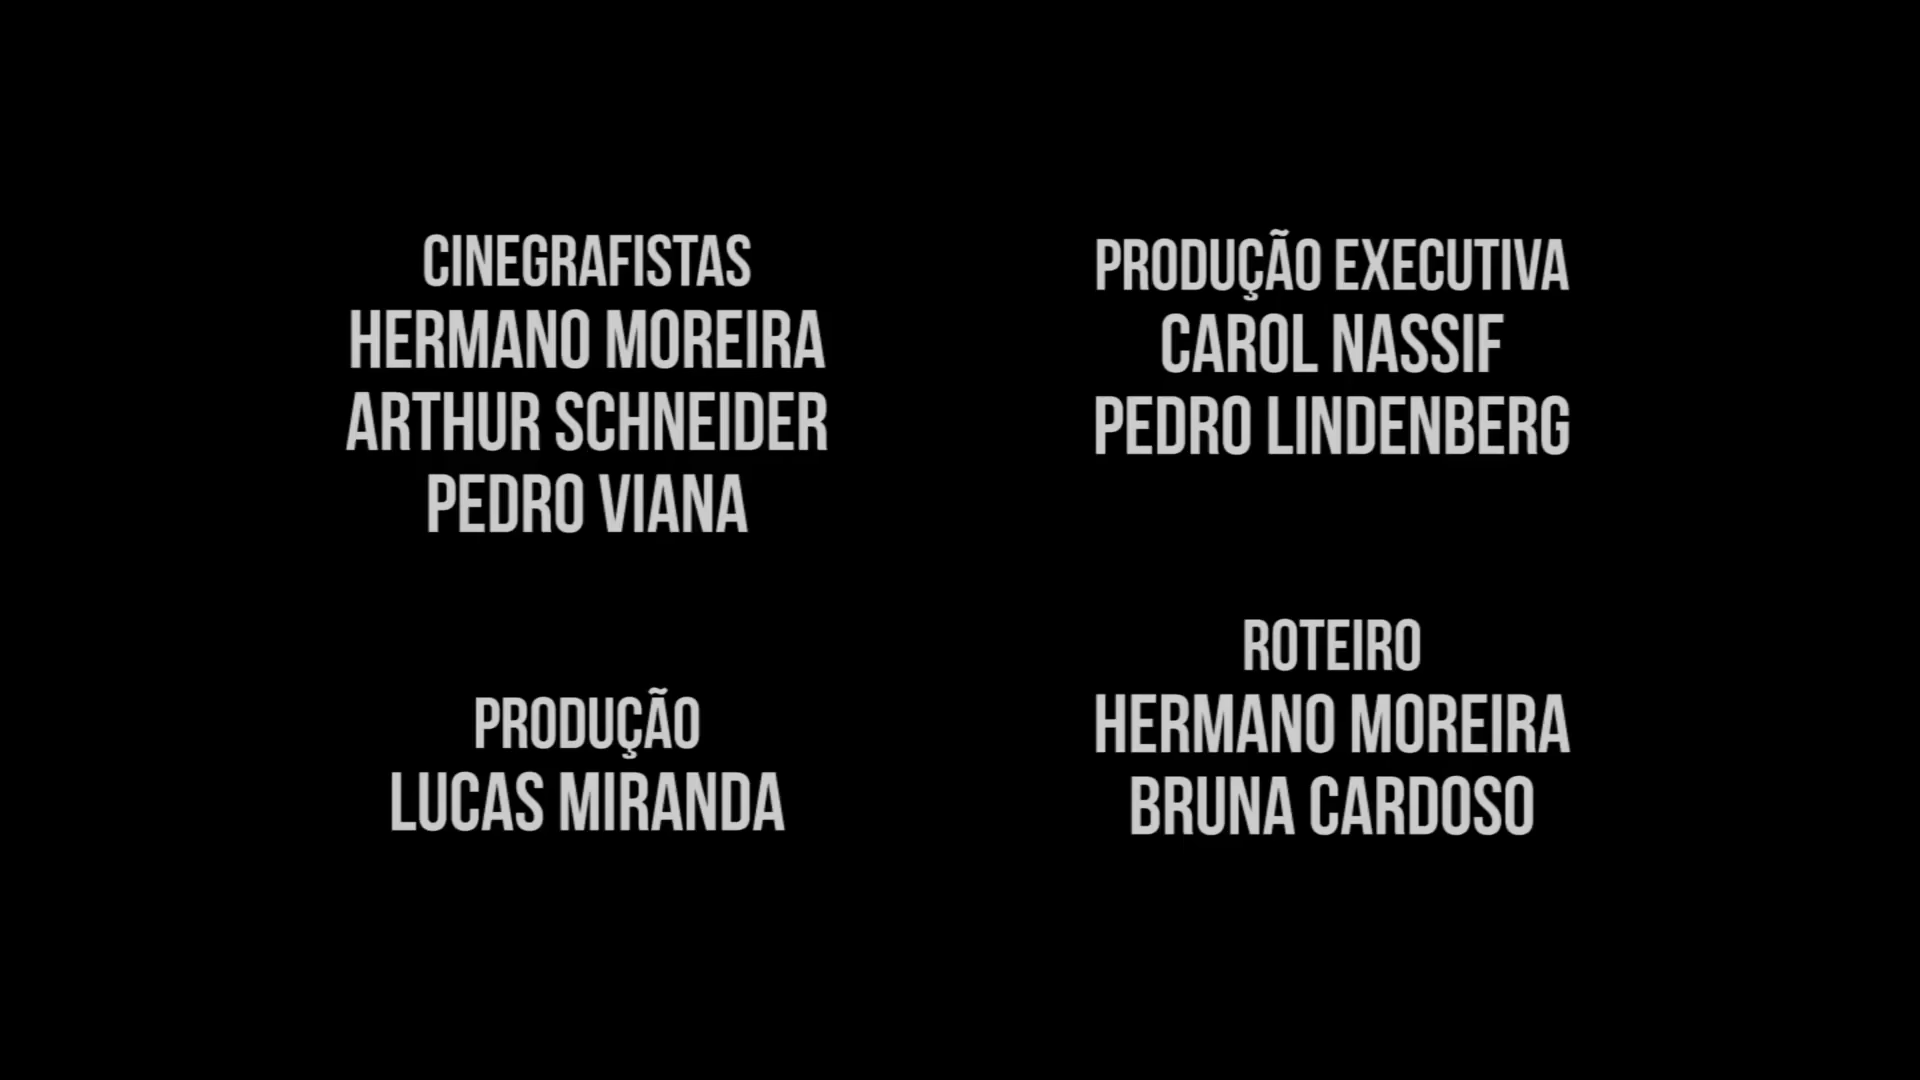 CINEGRAFISTAS
HERMANO MOREIRA
ARTHUR SCHNEIDER
PEDRO VIANA
PRODUÇÃO
LUCAS MIRANDA
PRODUÇÃO EXECUTIVA
CAROL NASSIF
PEDRO LINDENBERG
ROTEIRO
HERMANO MOREIRA
BRUNA CARDOSO